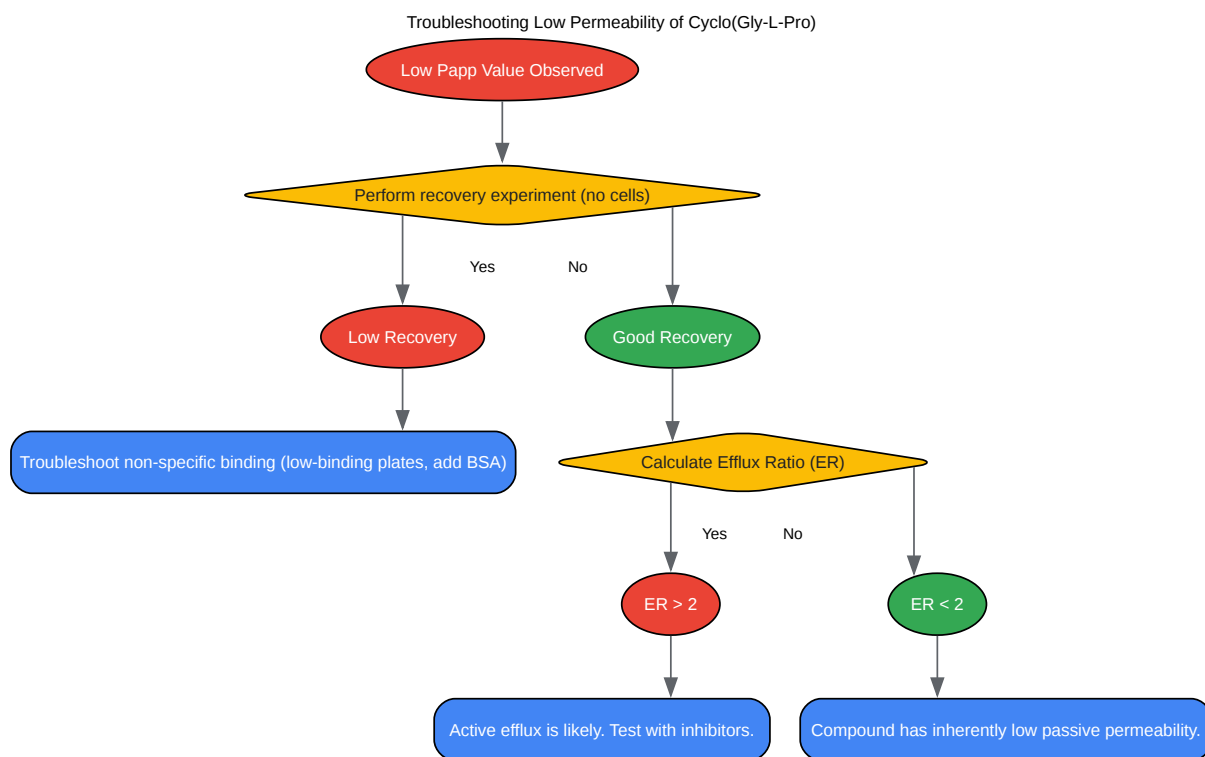 Troubleshooting Low Permeability of Cyclo(Gly-L-Pro)
Low Papp Value Observed
Perform recovery experiment (no cells)
Yes
No
Low Recovery
Good Recovery
Troubleshoot non-specific binding (low-binding plates, add BSA)
Calculate Efflux Ratio (ER)
Yes
No
ER > 2
ER < 2
Active efflux is likely. Test with inhibitors.
Compound has inherently low passive permeability.